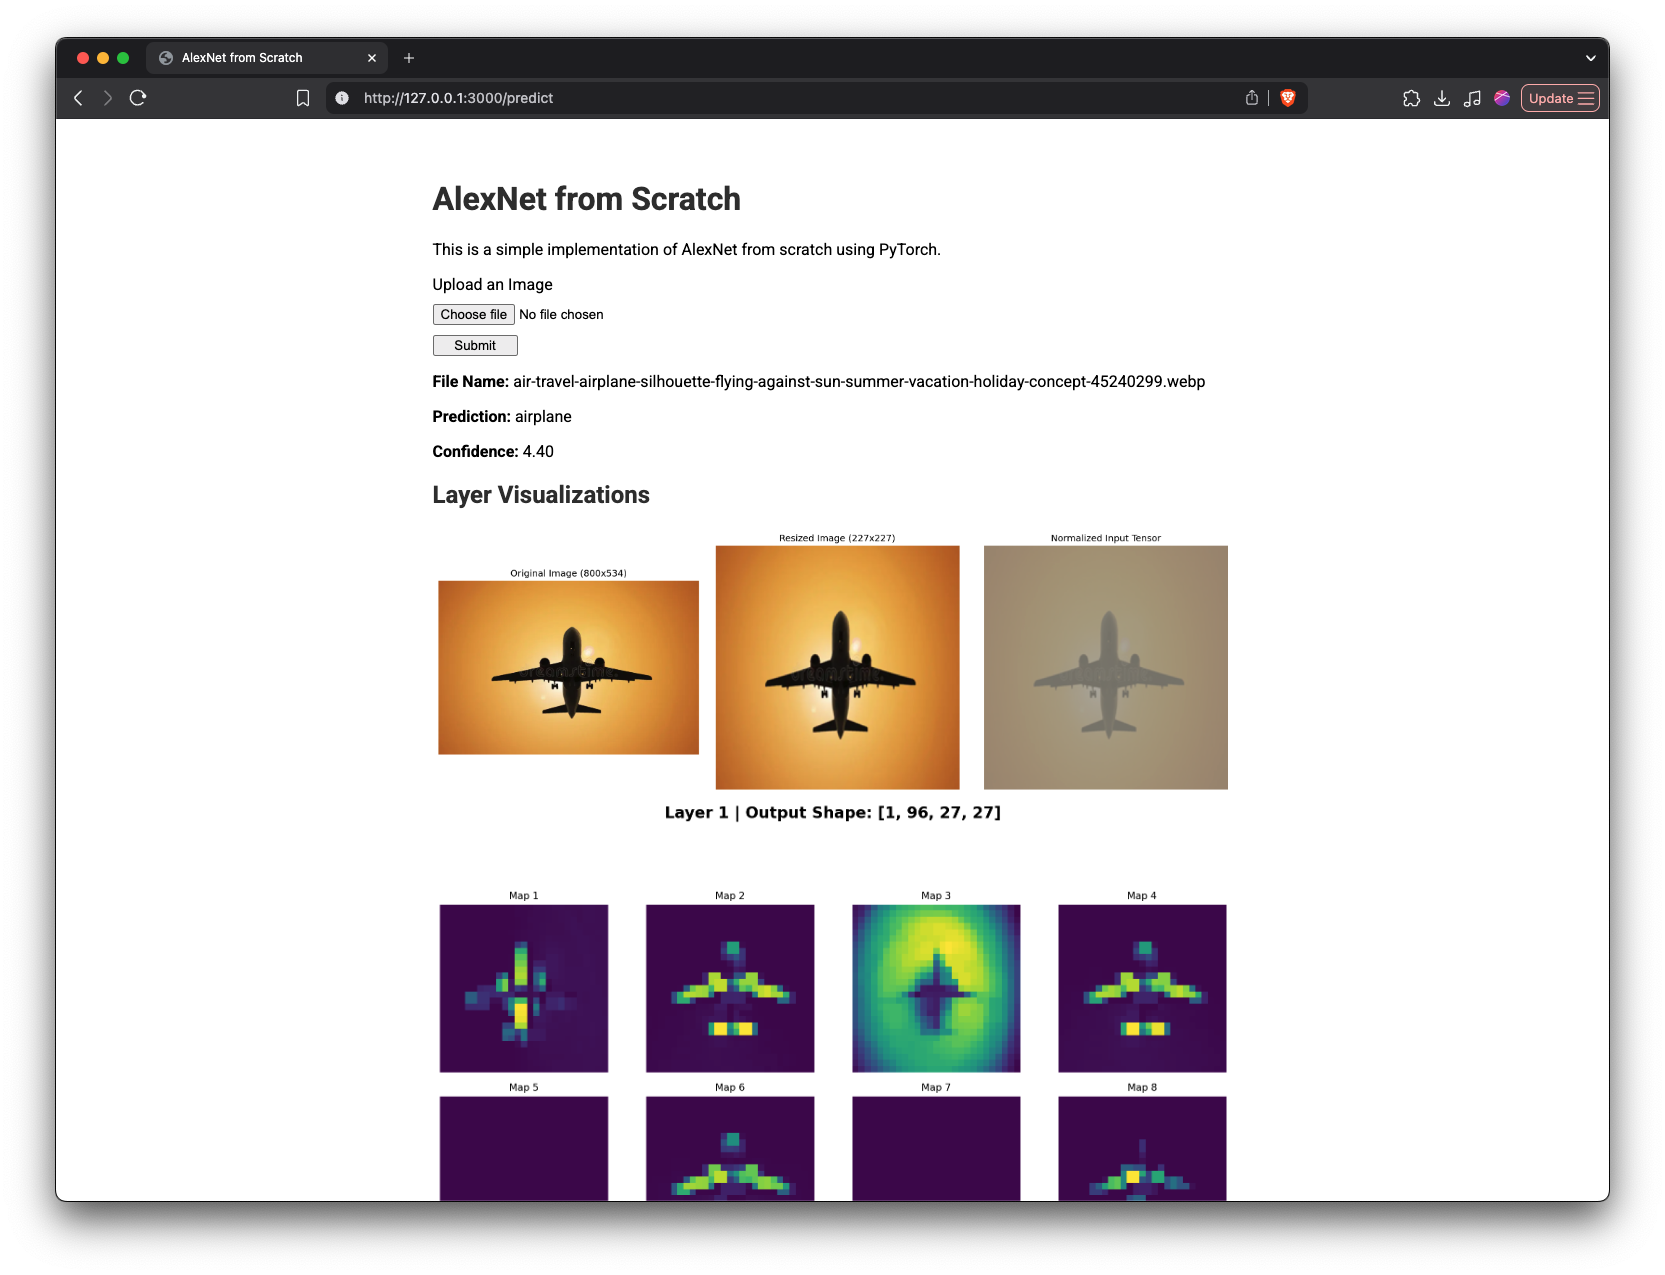 AlexNet from Scratch
http://127.0.0.1:3000/predict
Update
AlexNet from Scratch
This is a simple implementation of AlexNet from scratch using PyTorch.
Upload an Image
Choose file No file chosen
Submit
File Name: air-travel-airplane-silhouette-flying-against-sun-summer-vacation-holiday-concept-45240299.webp
Prediction: airplane
Confidence: 4.40
Layer Visualizations
Original Image (800x534)
Resized Image (227x227)
Normalized Input Tensor
Layer 1 | Output Shape: [1, 96, 27, 27]
Map 1 Map 2 Map 3 Map 4
Map 5 Map 6 Map 7 Map 8